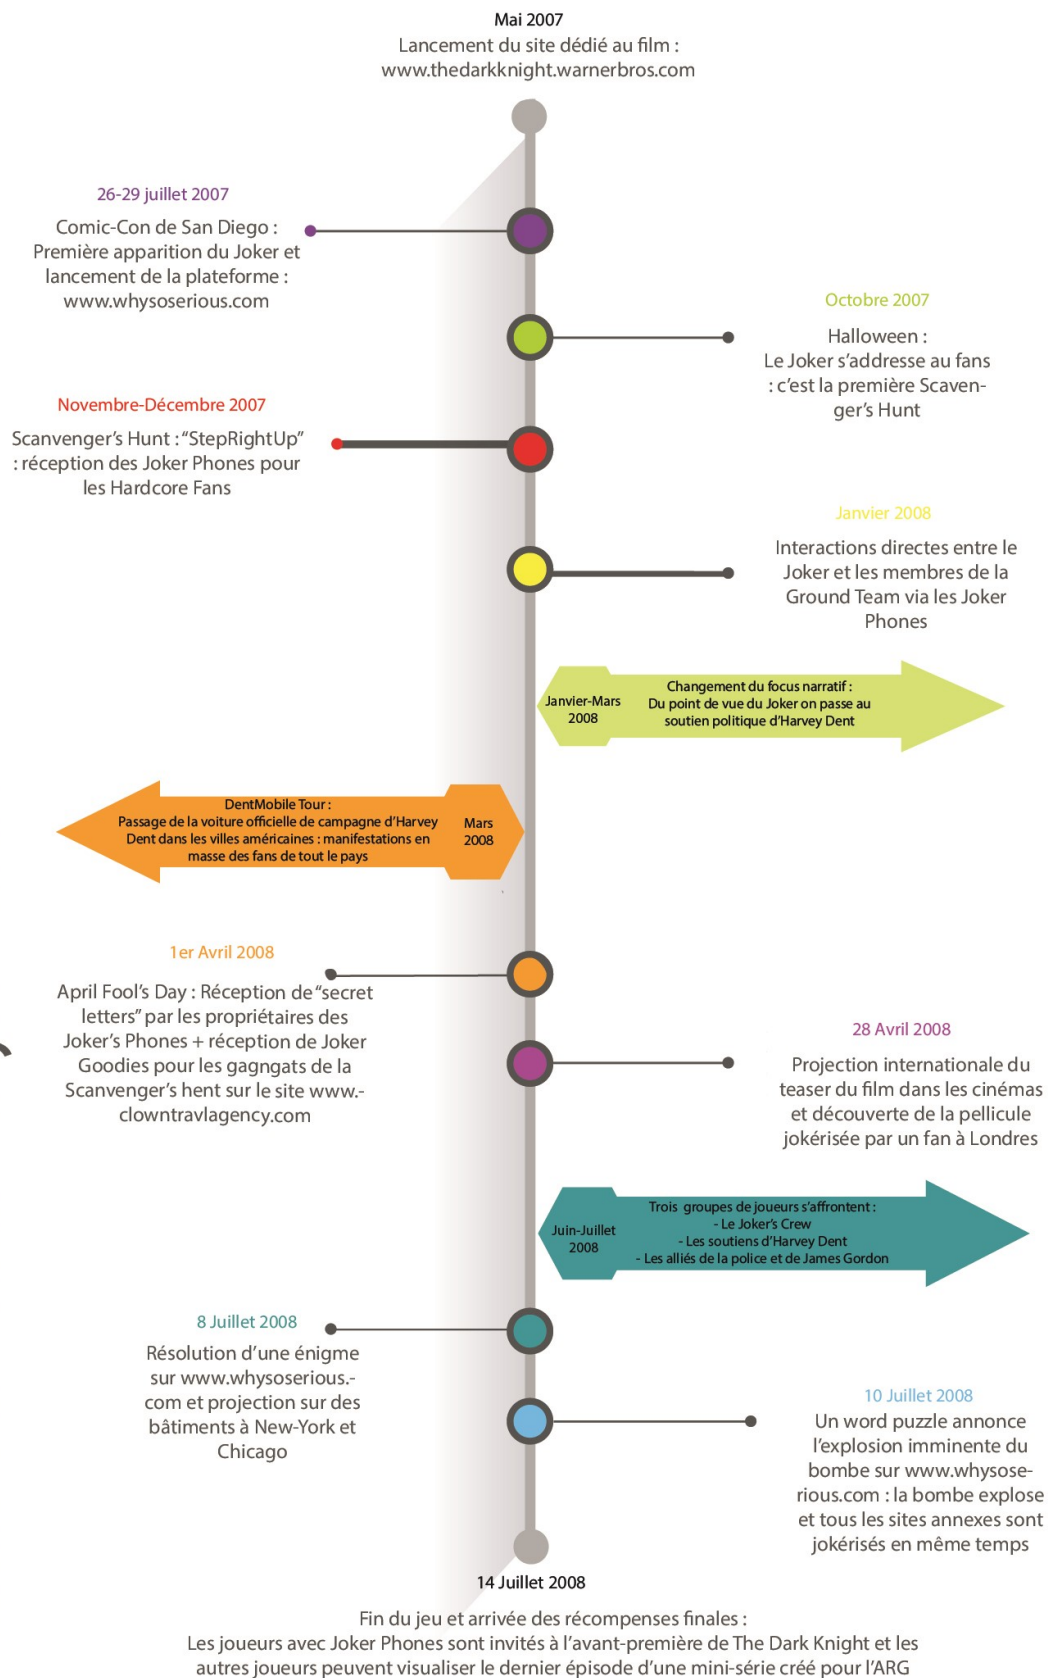 Mai 2007
Lancement du site dédié au film :
www.thedarkknight.warnerbros.com
26-29 juillet 2007
Comic-Con de San Diego :
Première apparition du Joker et
lancement de la plateforme :
www.whysoserious.com
Octobre 2007
Halloween :
Le Joker s’addresse au fans
: c’est la première Scaven-
ger’s Hunt
Novembre-Décembre 2007
Scanvenger’s Hunt : “StepRightUp”
: réception des Joker Phones pour
les Hardcore Fans
Janvier 2008
Interactions directes entre le
Joker et les membres de la
Ground Team via les Joker
Phones
Janvier-Mars
2008
Changement du focus narratif :
Du point de vue du Joker on passe au
soutien politique d’Harvey Dent
DentMobile Tour :
Passage de la voiture officielle de campagne d’Harvey
Dent dans les villes américaines : manifestations en
masse des fans de tout le pays
Mars
2008
1er Avril 2008
April Fool’s Day : Réception de “secret
letters” par les propriétaires des
Joker’s Phones + réception de Joker
Goodies pour les gagngats de la
Scanvenger’s hent sur le site www.-
clowntravlagency.com
28 Avril 2008
Projection internationale du
teaser du film dans les cinémas
et découverte de la pellicule
jokérisée par un fan à Londres
Juin-Juillet
2008
Trois groupes de joueurs s’affrontent :
- Le Joker’s Crew
- Les soutiens d’Harvey Dent
- Les alliés de la police et de James Gordon
8 Juillet 2008
Résolution d’une énigme
sur www.whysoserious.-
com et projection sur des
bâtiments à New-York et
Chicago
10 Juillet 2008
Un word puzzle annonce
l’explosion imminente du
bombe sur www.whysose-
rious.com : la bombe explose
et tous les sites annexes sont
jokérisés en même temps
14 Juillet 2008
Fin du jeu et arrivée des récompenses finales :
Les joueurs avec Joker Phones sont invités à l’avant-première de The Dark Knight et les
autres joueurs peuvent visualiser le dernier épisode d’une mini-série créé pour l’ARG